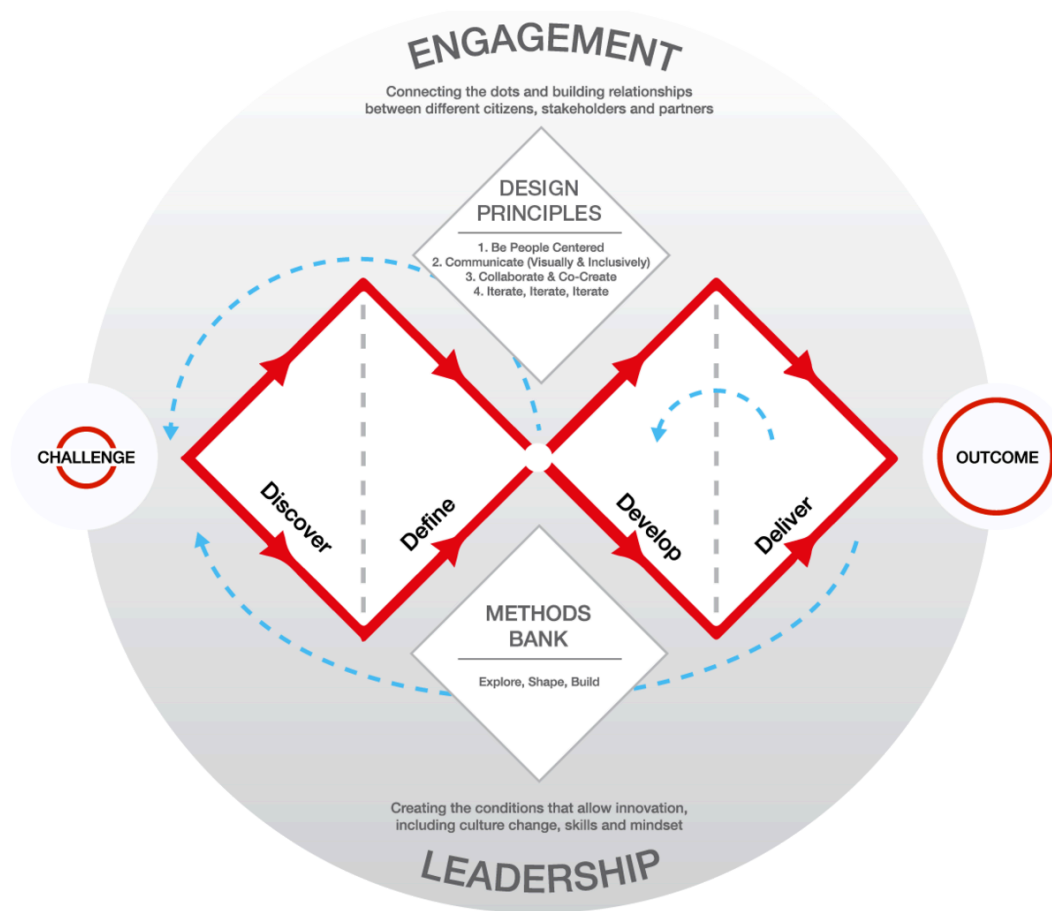 ENGAGEMENT
Connecting the dots and building relationships
between different citizens, stakeholders and partners
DESIGN
PRINCIPLES
1. Be People Centered
2. Communicate (Visually & Inclusively)
3. Collaborate & Co-Create
4. Iterate, Iterate, Iterate
CHALLENGE
Discover
Define
Develop
Deliver
OUTCOME
METHODS
BANK
Explore, Shape, Build
Creating the conditions that allow innovation,
including culture change, skills and mindset
LEADERSHIP